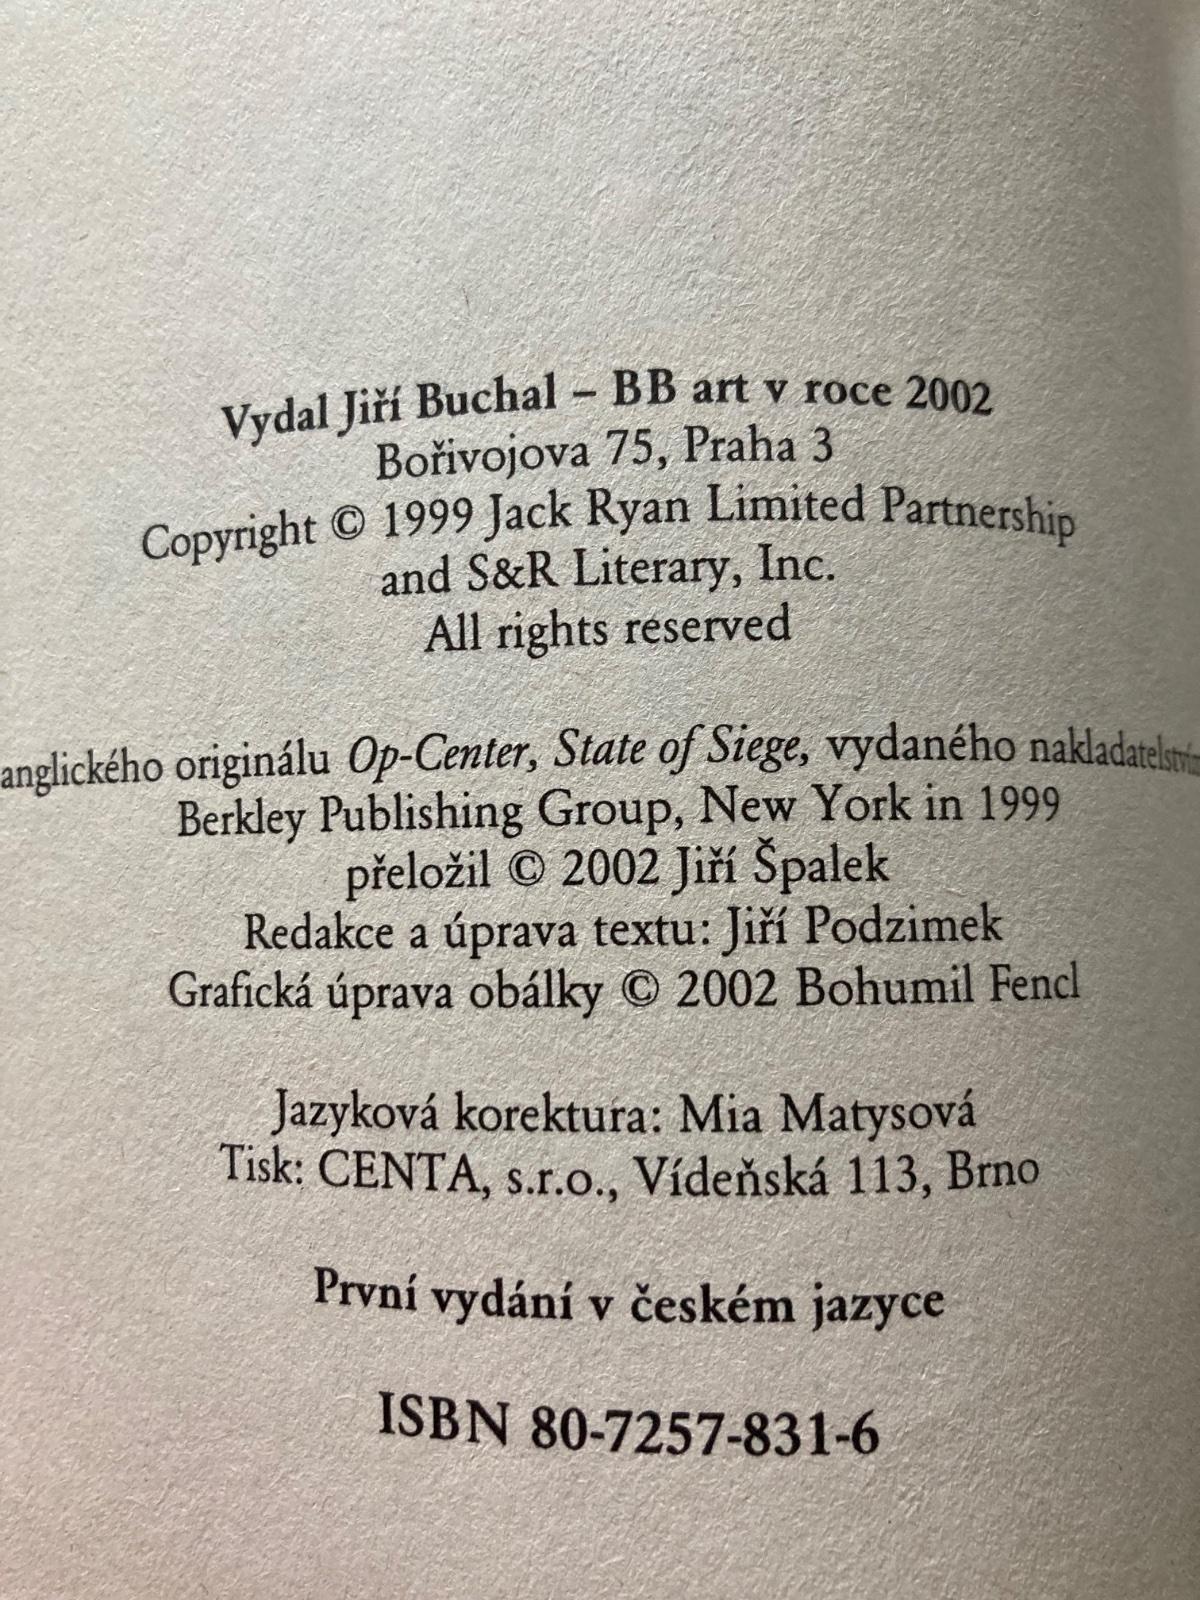 Vydal Jiří Buchal – BB art v roce 2002
Bořivojova 75, Praha 3
Copyright © 1999 Jack Ryan Limited Partnership
and S&R Literary, Inc.
All rights reserved
anglického originálu Op-Center, State of Siege, vydaného nakladatelstvím
Berkley Publishing Group, New York in 1999
přeložil © 2002 Jiří Špalek
Redakce a úprava textu: Jiří Podzimek
Grafická úprava obálky © 2002 Bohumil Fencl
Jazyková korektura: Mia Matysová
Tisk: CENTA, s.r.o., Vídeňská 113, Brno
První vydání v českém jazyce
ISBN 80-7257-831-6